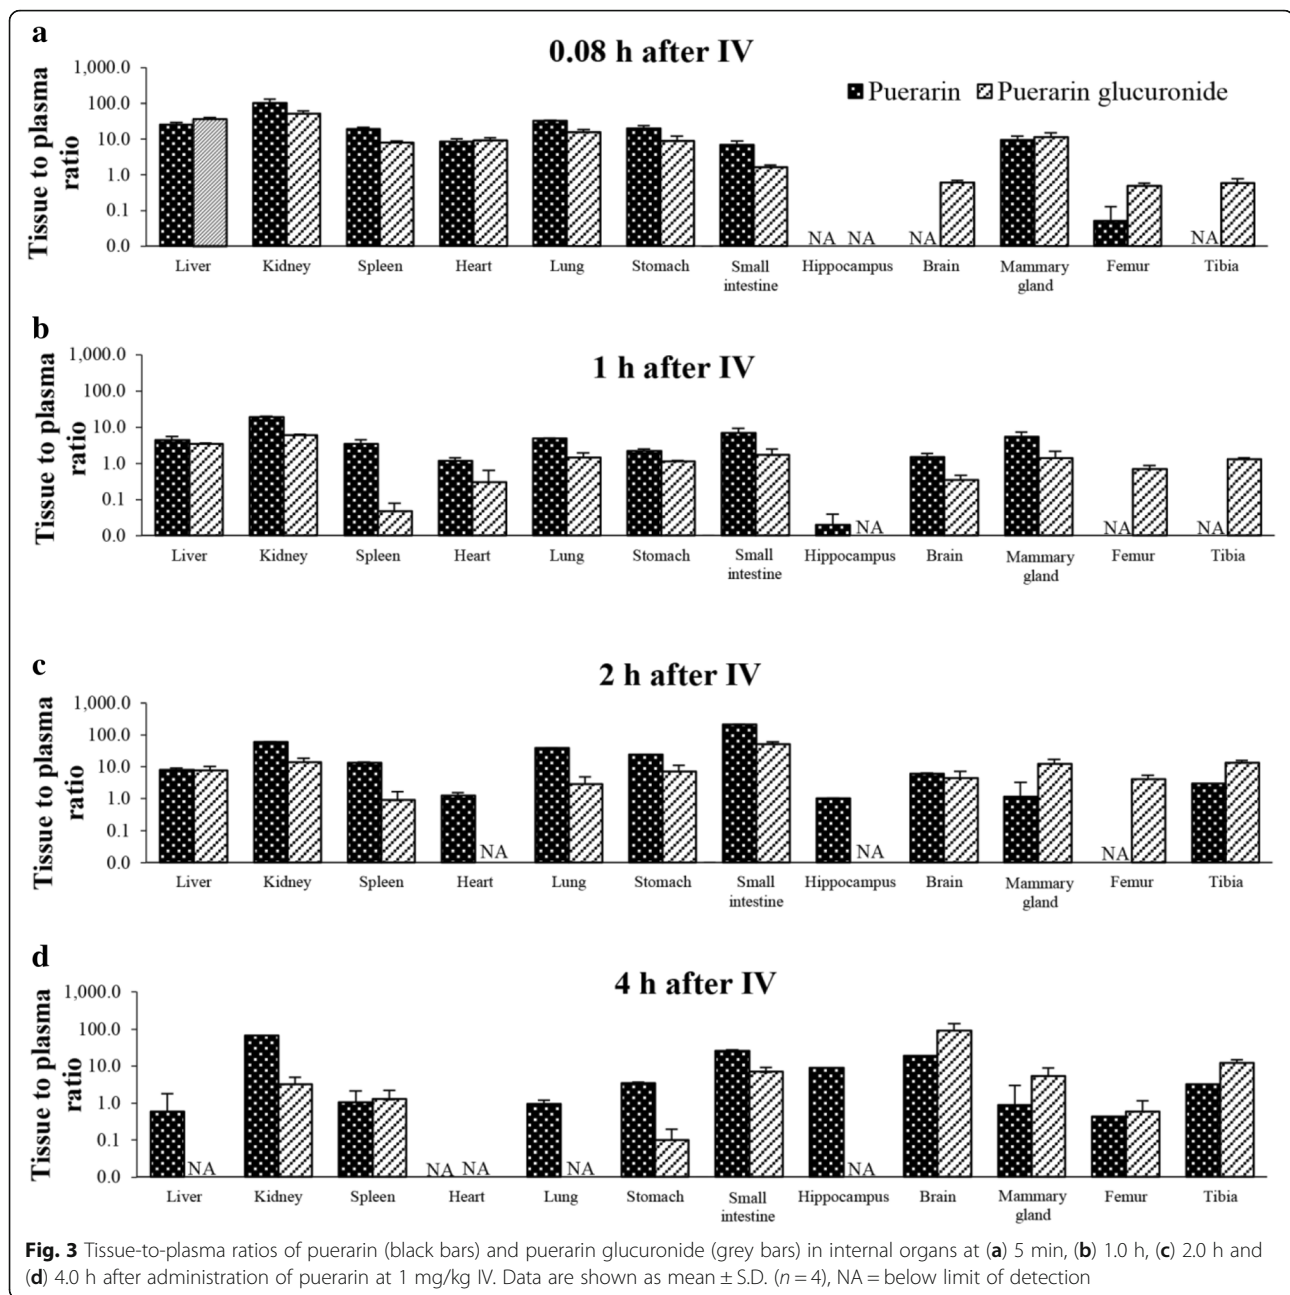 a
0.08 h after IV
Puerarin
Puerarin glucuronide
Tissue to plasma
ratio
1,000.0
100.0
10.0
1.0
0.1
0.0
NA NA NA NA
Liver Kidney Spleen Heart Lung Stomach Small intestine Hippocampus Brain Mammary gland Femur Tibia
b
1 h after IV
Tissue to plasma
ratio
1,000.0
100.0
10.0
1.0
0.1
0.0
NA NA NA
Liver Kidney Spleen Heart Lung Stomach Small intestine Hippocampus Brain Mammary gland Femur Tibia
c
2 h after IV
Tissue to plasma
ratio
1,000.0
100.0
10.0
1.0
0.1
0.0
NA NA NA
Liver Kidney Spleen Heart Lung Stomach Small intestine Hippocampus Brain Mammary gland Femur Tibia
d
4 h after IV
Tissue to plasma
ratio
1,000.0
100.0
10.0
1.0
0.1
0.0
NA NA NA NA NA
Liver Kidney Spleen Heart Lung Stomach Small intestine Hippocampus Brain Mammary gland Femur Tibia
Fig. 3 Tissue-to-plasma ratios of puerarin (black bars) and puerarin glucuronide (grey bars) in internal organs at (a) 5 min, (b) 1.0 h, (c) 2.0 h and
(d) 4.0 h after administration of puerarin at 1 mg/kg IV. Data are shown as mean ± S.D. (n = 4), NA = below limit of detection